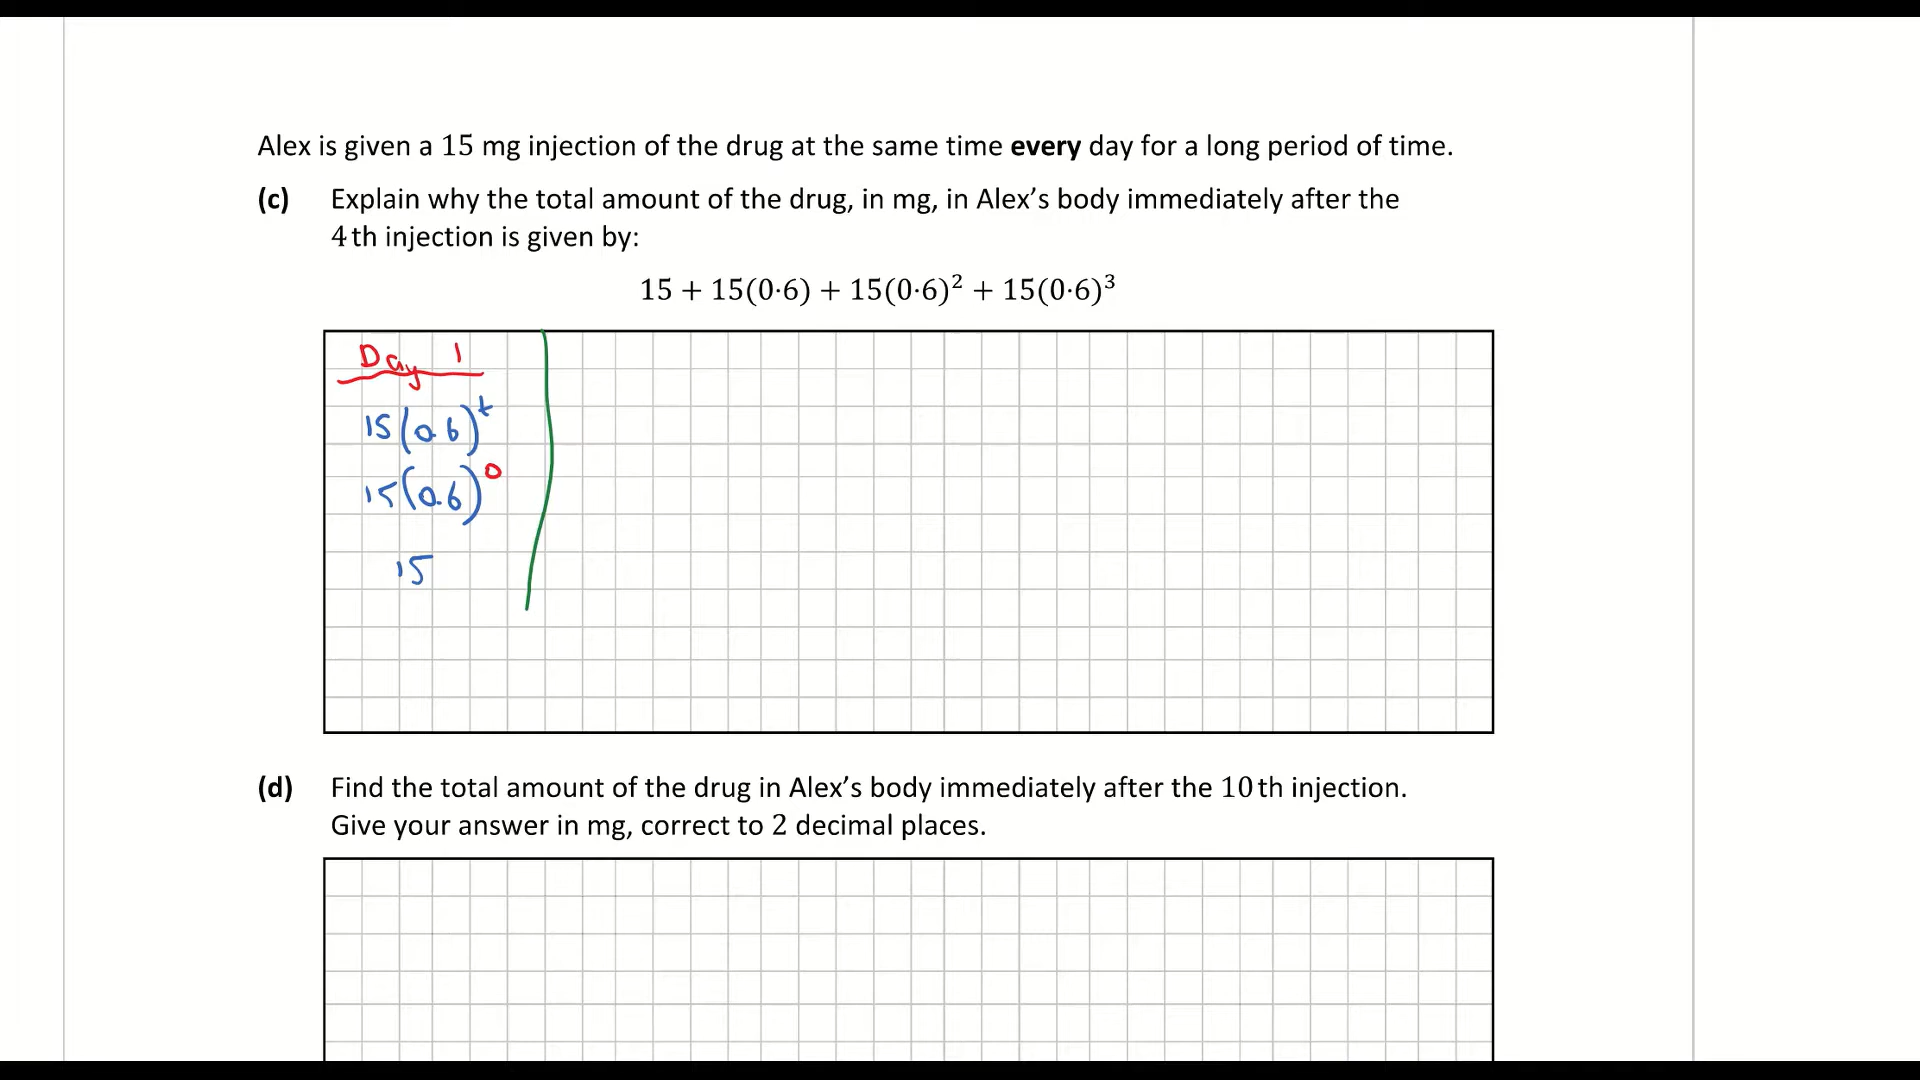 Alex is given a 15 mg injection of the drug at the same time every day for a long period of time.
(c) Explain why the total amount of the drug, in mg, in Alex’s body immediately after the
4th injection is given by:
15 + 15(0·6) + 15(0·6)² + 15(0·6)³
Day 1
15(0.6)ᵗ
15(0.6)⁰
15
(d) Find the total amount of the drug in Alex’s body immediately after the 10th injection.
Give your answer in mg, correct to 2 decimal places.